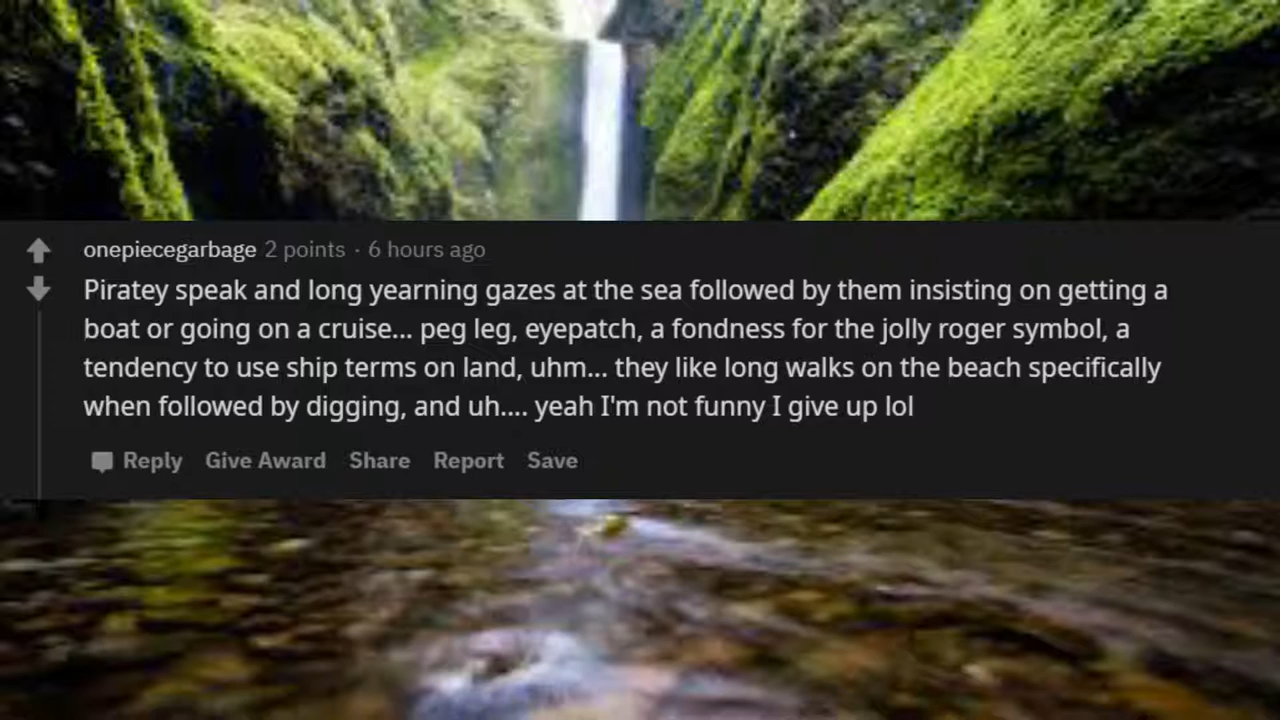 onepiecegarbage 2 points · 6 hours ago
Piratey speak and long yearning gazes at the sea followed by them insisting on getting a
boat or going on a cruise... peg leg, eyepatch, a fondness for the jolly roger symbol, a
tendency to use ship terms on land, uhm... they like long walks on the beach specifically
when followed by digging, and uh.... yeah I'm not funny I give up lol
Reply Give Award Share Report Save